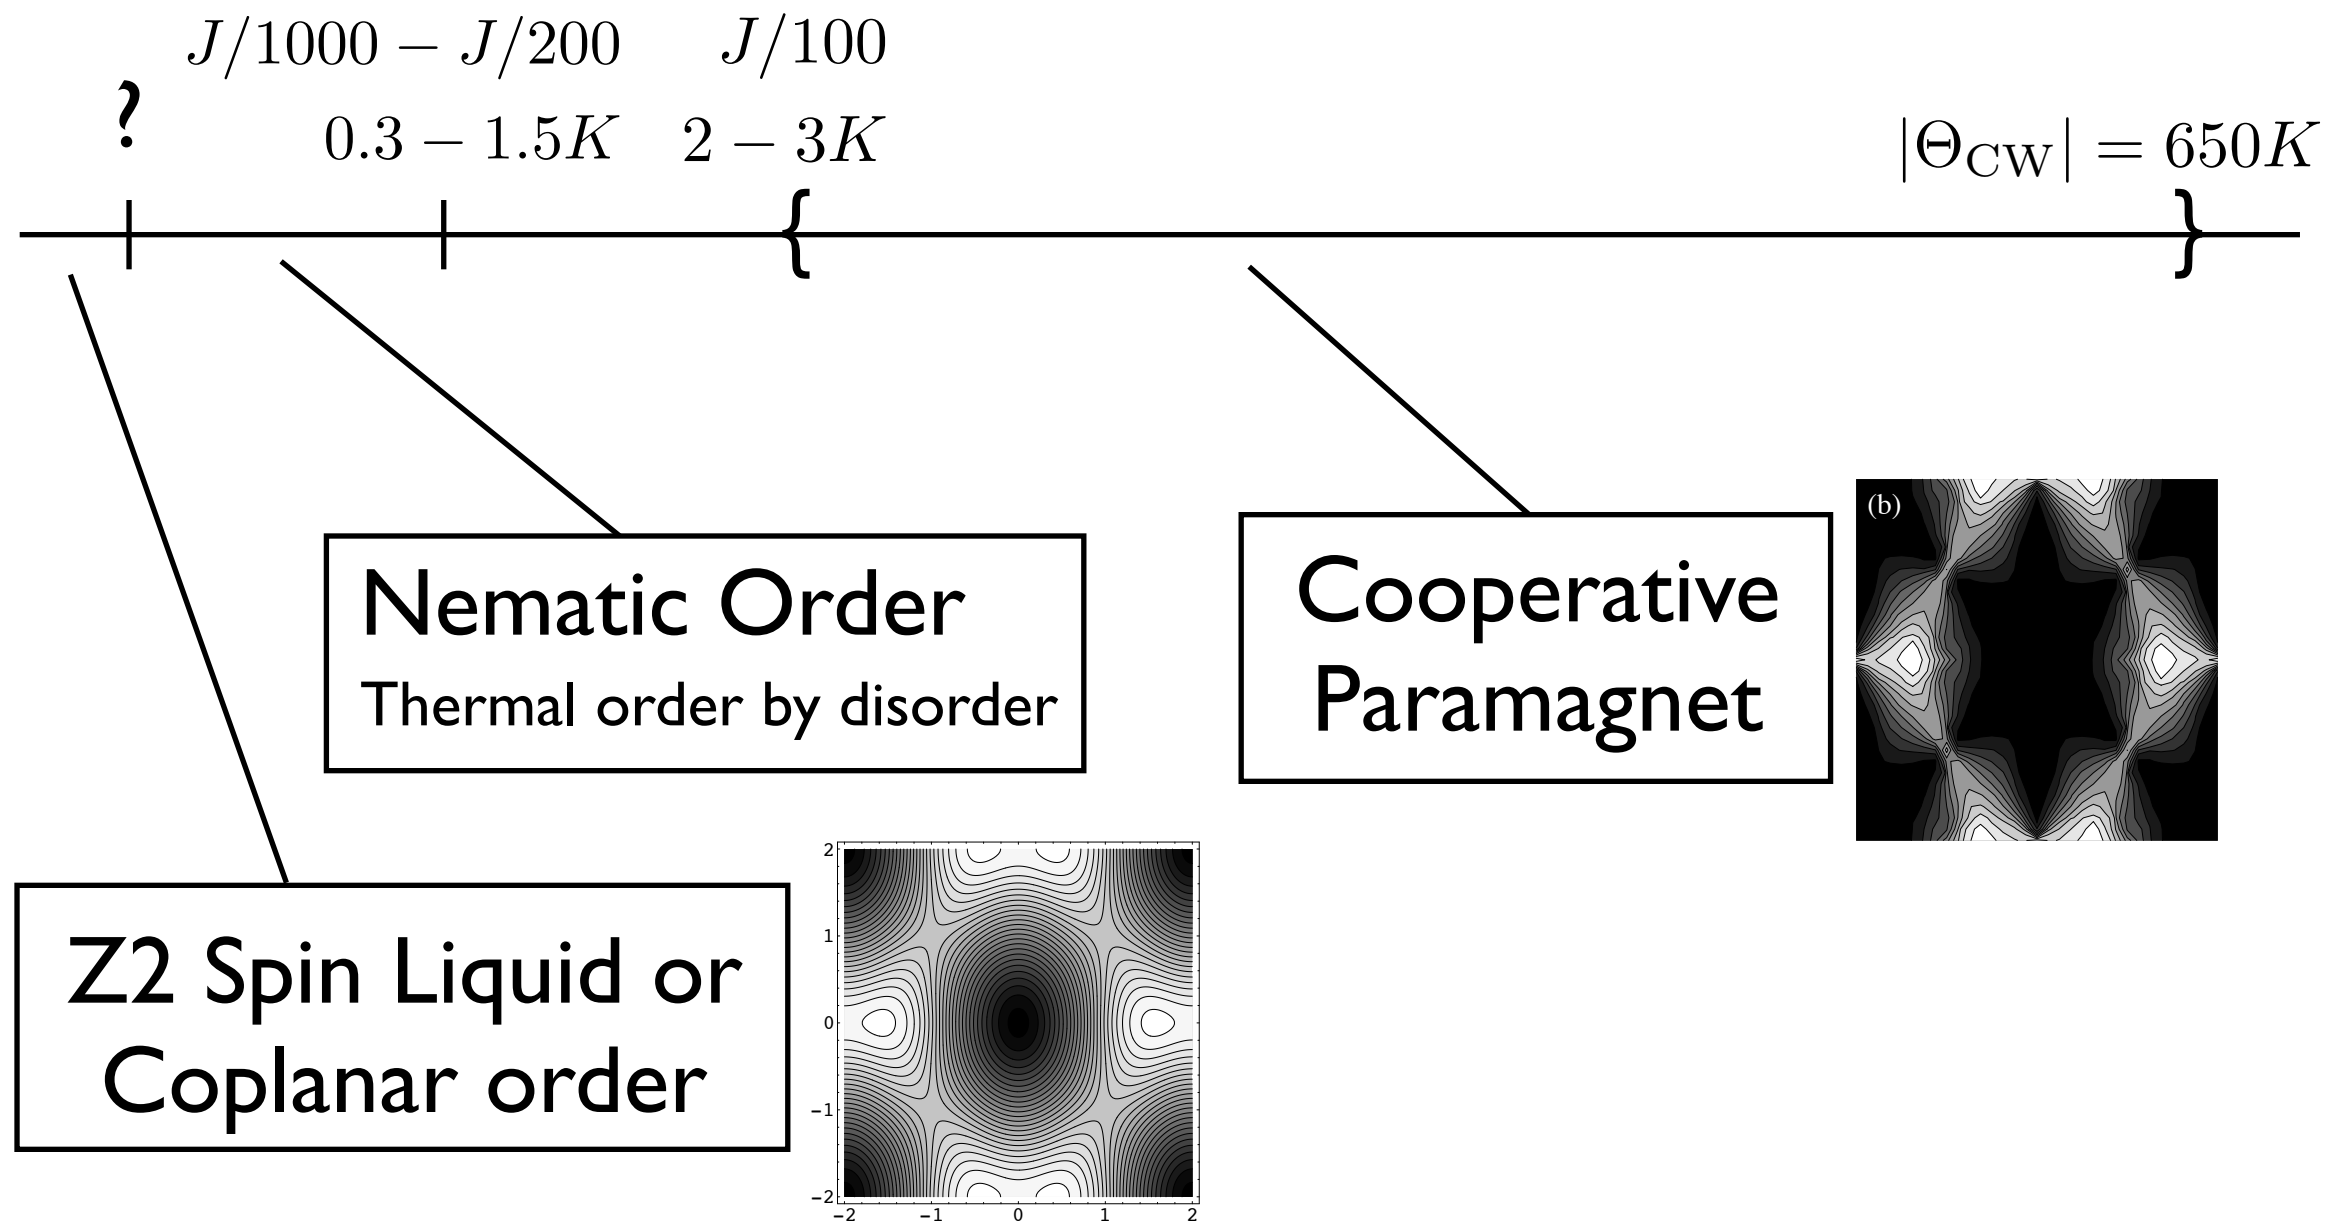 J/1000 – J/200
J/100
?
0.3 – 1.5K
2 – 3K
|Θ_CW| = 650K
{
}
(b)
Nematic Order
Thermal order by disorder
Cooperative
Paramagnet
Z2 Spin Liquid or
Coplanar order
2
1
0
−1
−2
−2 −1 0 1 2